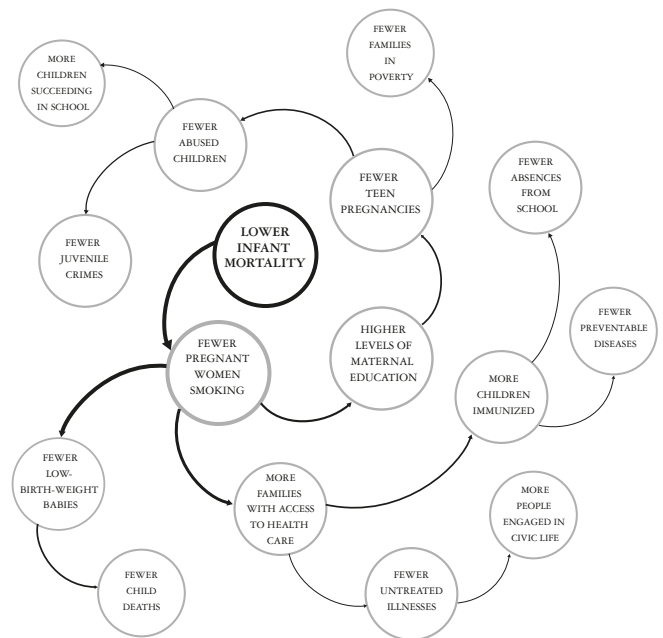 FEWER
FAMILIES
IN
POVERTY
MORE
CHILDREN
SUCCEEDING
IN SCHOOL
FEWER
ABUSED
CHILDREN
FEWER
TEEN
PREGNANCIES
FEWER
ABSENCES
FROM
SCHOOL
FEWER
JUVENILE
CRIMES
LOWER
INFANT
MORTALITY
FEWER
PREVENTABLE
DISEASES
FEWER
PREGNANT
WOMEN
SMOKING
HIGHER
LEVELS OF
MATERNAL
EDUCATION
MORE
CHILDREN
IMMUNIZED
FEWER
LOW-
BIRTH-WEIGHT
BABIES
MORE
FAMILIES
WITH ACCESS
TO HEALTH
CARE
MORE
PEOPLE
ENGAGED IN
CIVIC LIFE
FEWER
CHILD
DEATHS
FEWER
UNTREATED
ILLNESSES